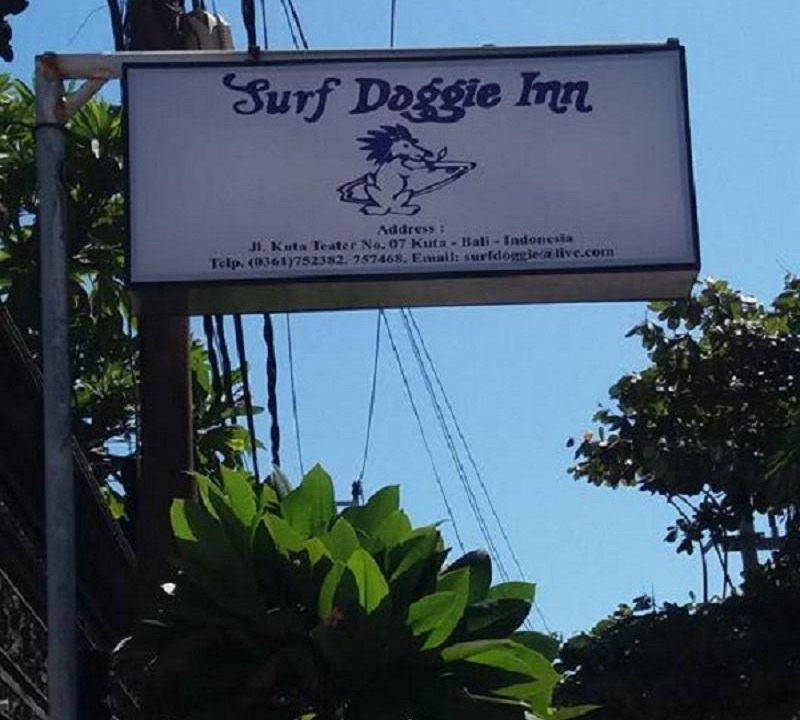 Surf Doggie Inn
Address :
Jl. Kuta Teater No. 07 Kuta - Bali - Indonesia
Telp. (0361)752382. 757468. Email: surfdoggie@live.com